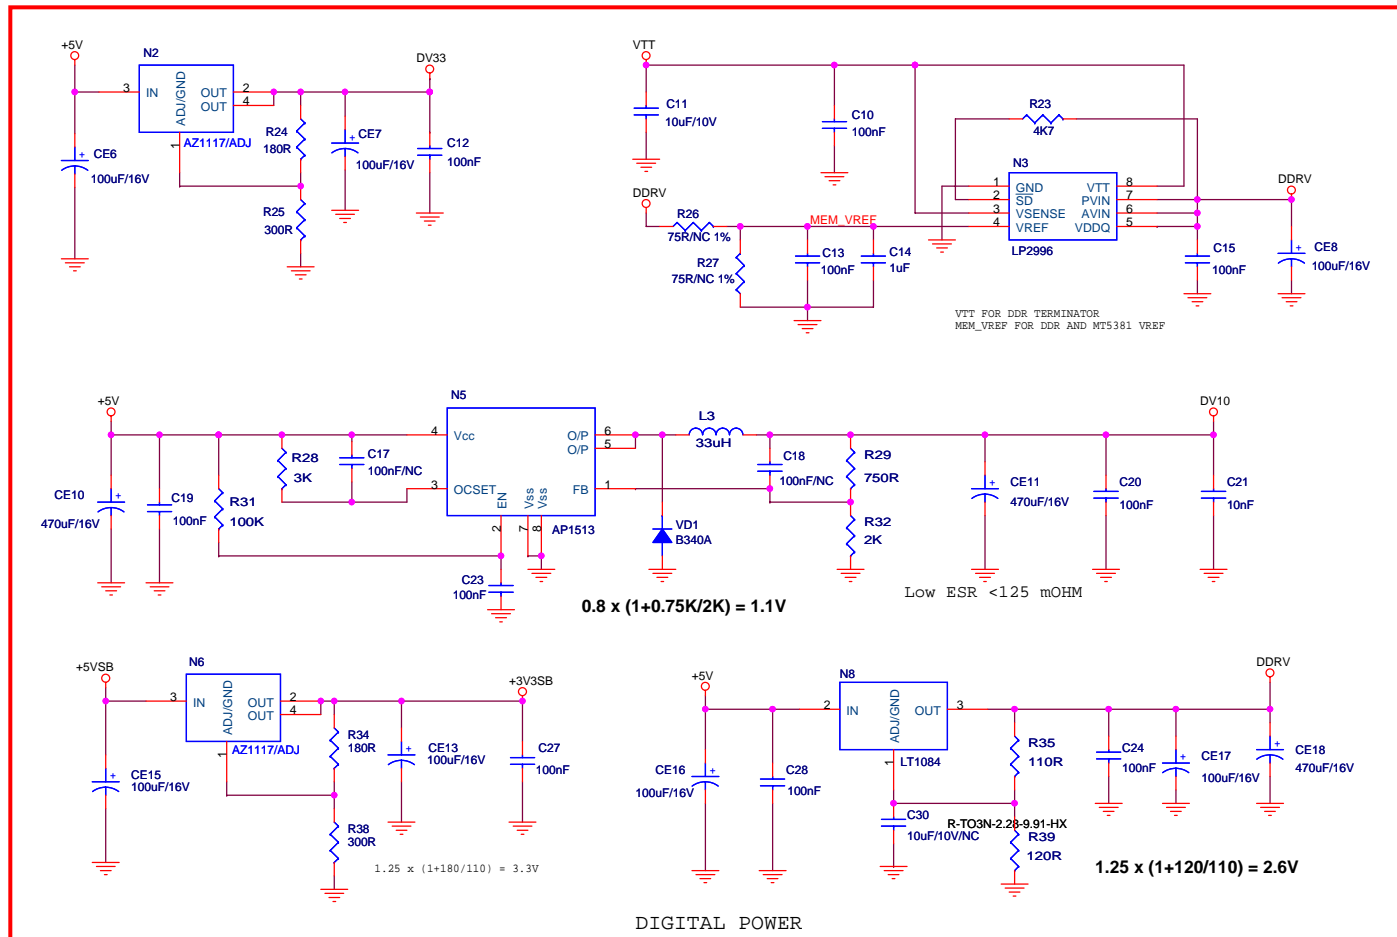 +5V
N2
DV33
3 IN ADJ/GND OUT 2
OUT 4
1
AZ1117/ADJ
CE6
100uF/16V
R24
180R
CE7
100uF/16V
C12
100nF
R25
300R
VTT
C11
10uF/10V
C10
100nF
R23
4K7
N3
1 GND VTT 8
2 SD PVIN 7
3 VSENSE AVIN 6
4 VREF VDDQ 5
LP2996
DDRV
DDRV
R26
75R/NC 1%
MEM_VREF
R27
75R/NC 1%
C13
100nF
C14
1uF
C15
100nF
CE8
100uF/16V
VTT FOR DDR TERMINATOR
MEM_VREF FOR DDR AND MT5381 VREF
+5V
N5
4 Vcc O/P 6
O/P 5
3 OCSET FB 1
EN Vss Vss
2 7 8
AP1513
CE10
470uF/16V
C19
100nF
R31
100K
R28
3K
C17
100nF/NC
C23
100nF
L3
33uH
VD1
B340A
C18
100nF/NC
R29
750R
R32
2K
CE11
470uF/16V
C20
100nF
DV10
C21
10nF
Low ESR <125 mOHM
0.8 x (1+0.75K/2K) = 1.1V
+5VSB
N6
3 IN ADJ/GND OUT 2
OUT 4
1
AZ1117/ADJ
+3V3SB
CE15
100uF/16V
R34
180R
CE13
100uF/16V
C27
100nF
R38
300R
1.25 x (1+180/110) = 3.3V
+5V
N8
2 IN ADJ/GND OUT 3
1
LT1084
DDRV
CE16
100uF/16V
C28
100nF
R35
110R
C24
100nF
CE17
100uF/16V
CE18
470uF/16V
C30
10uF/10V/NC
R-TO3N-2.28-9.91-HX
R39
120R
1.25 x (1+120/110) = 2.6V
DIGITAL POWER